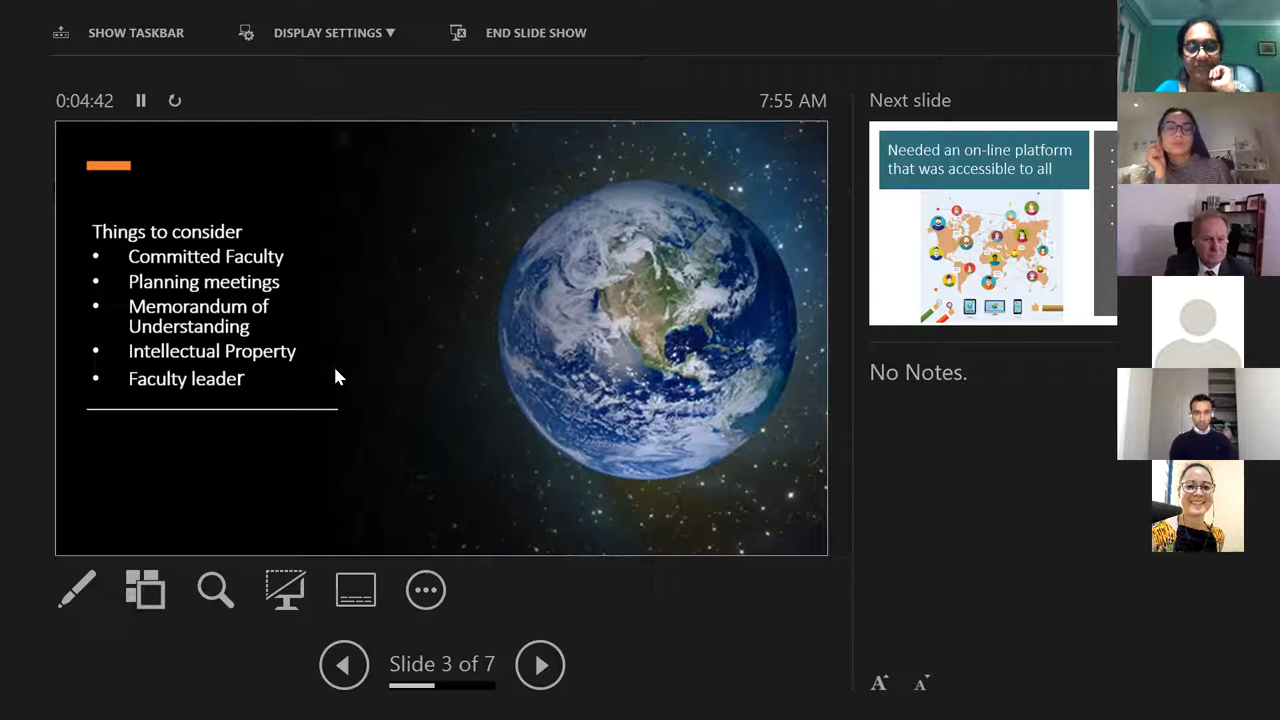 SHOW TASKBAR
DISPLAY SETTINGS ▼
END SLIDE SHOW
0:04:42
7:55 AM
Things to consider
• Committed Faculty
• Planning meetings
• Memorandum of
Understanding
• Intellectual Property
• Faculty leader
Next slide
Needed an on-line platform
that was accessible to all
No Notes.
Slide 3 of 7
A
A